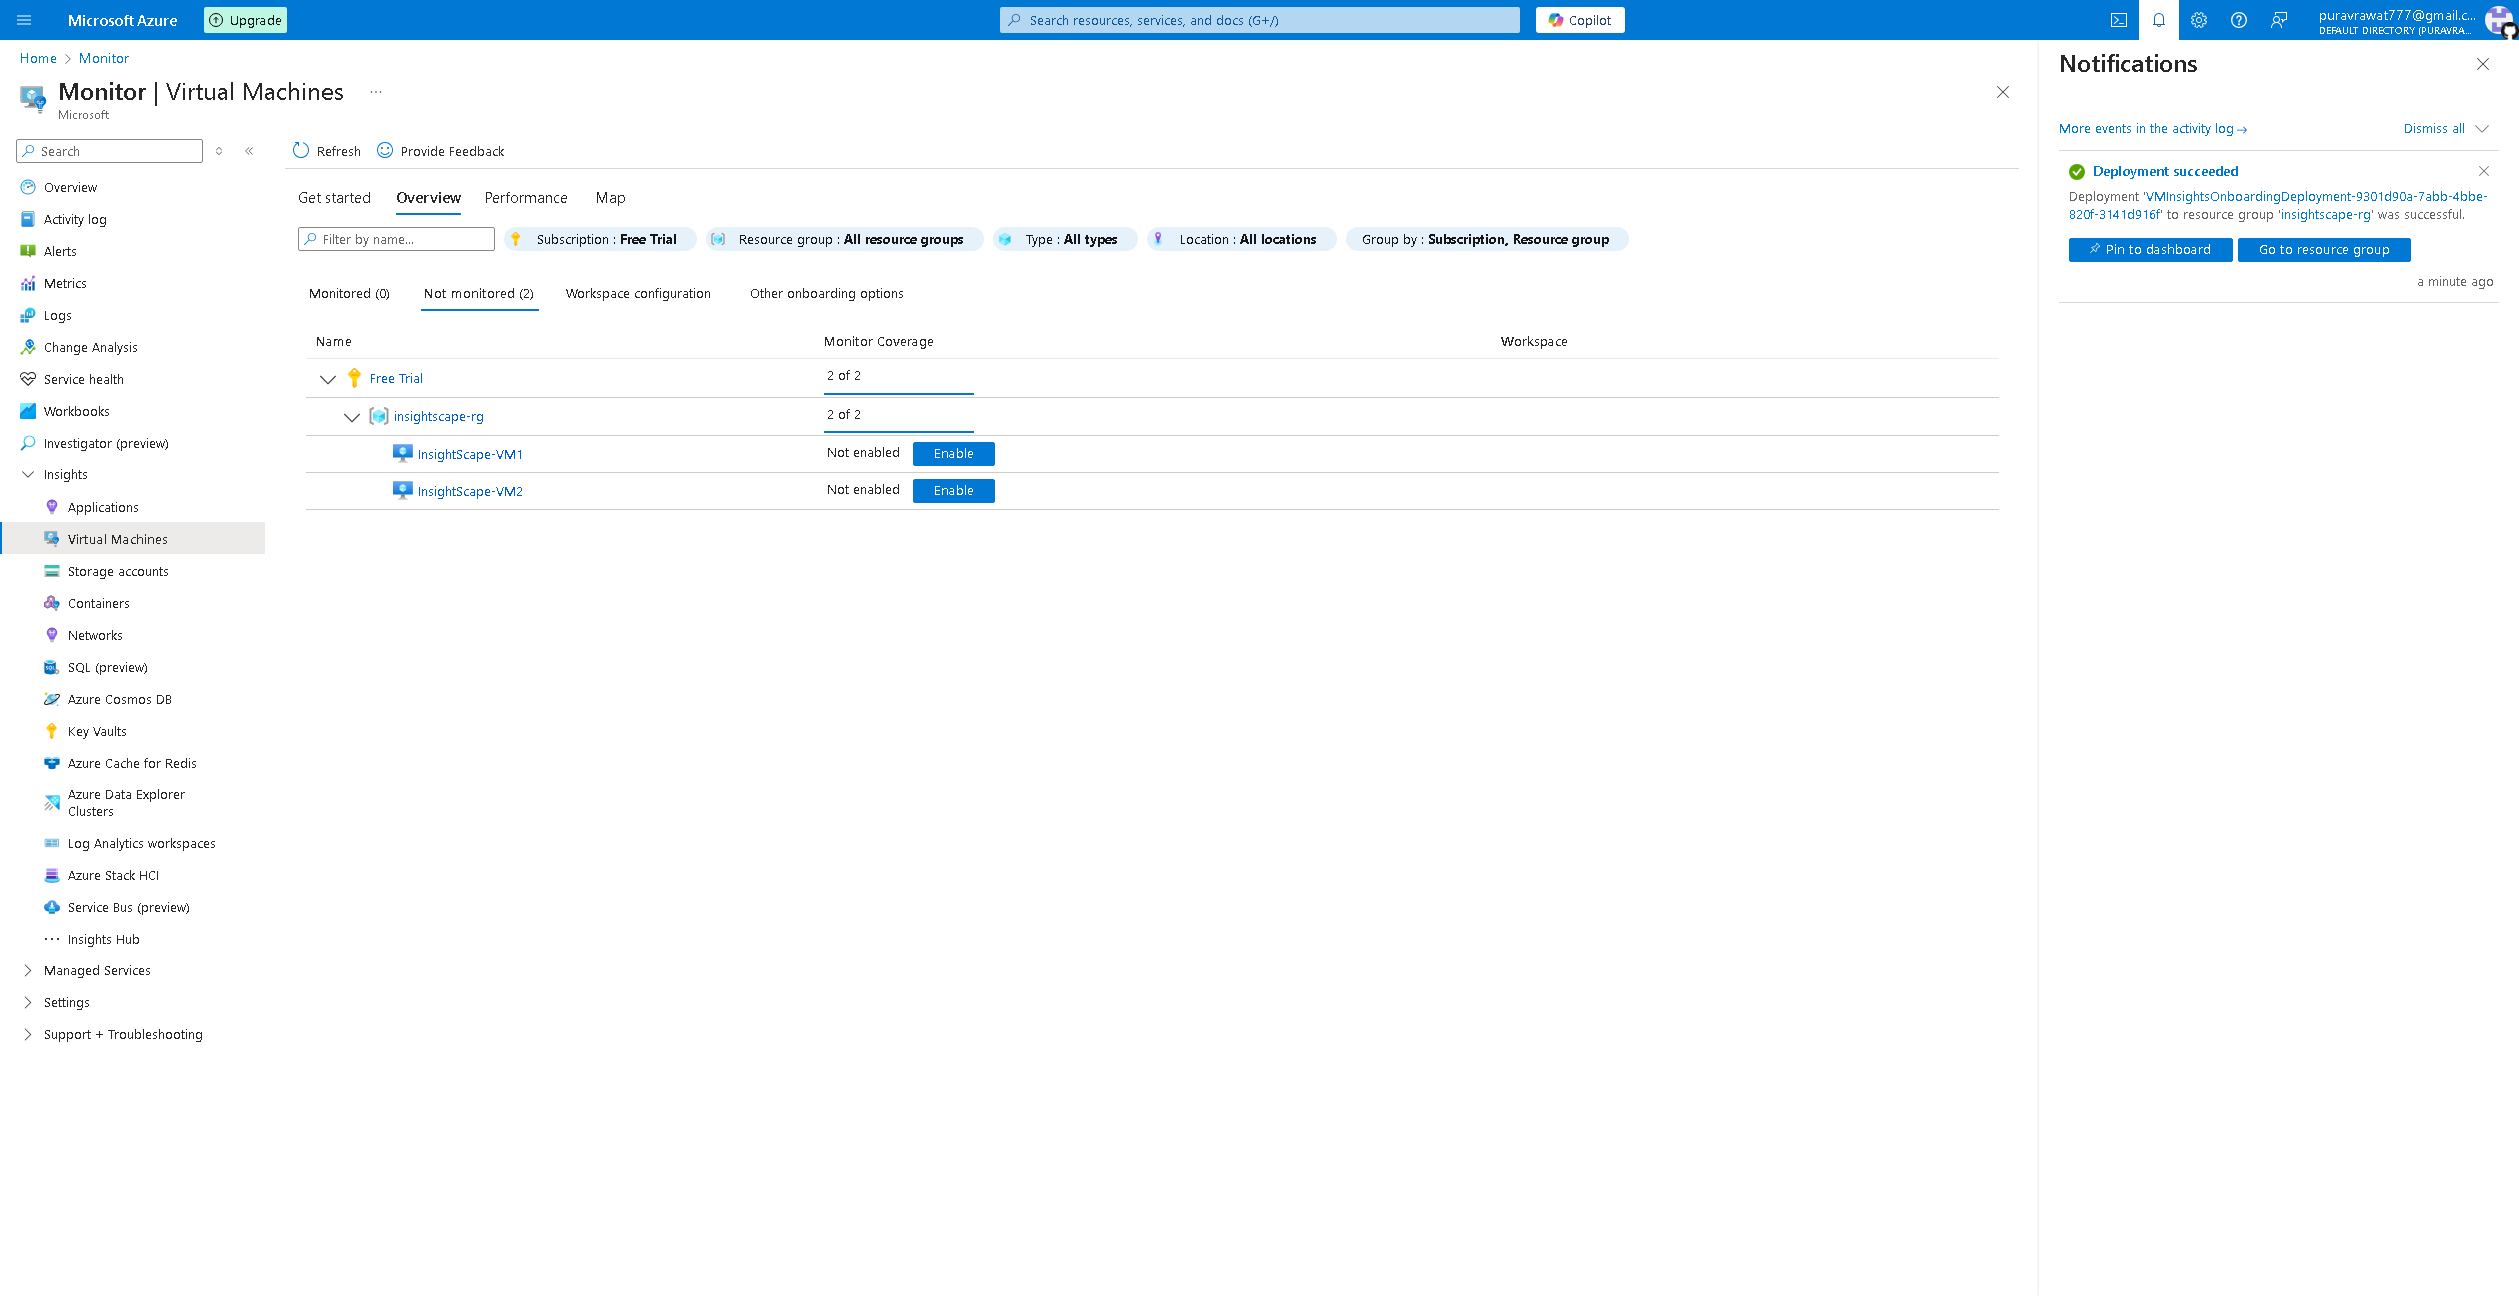 Microsoft Azure
Upgrade
Search resources, services, and docs (G+/)
Copilot
puravrawat777@gmail.c...
DEFAULT DIRECTORY (PURAVRA...
Home > Monitor
Monitor | Virtual Machines ...
Microsoft
Search
Overview
Activity log
Alerts
Metrics
Logs
Change Analysis
Service health
Workbooks
Investigator (preview)
Insights
Applications
Virtual Machines
Storage accounts
Containers
Networks
SQL (preview)
Azure Cosmos DB
Key Vaults
Azure Cache for Redis
Azure Data Explorer
Clusters
Log Analytics workspaces
Azure Stack HCI
Service Bus (preview)
Insights Hub
Managed Services
Settings
Support + Troubleshooting
Refresh Provide Feedback
Get started Overview Performance Map
Filter by name... Subscription : Free Trial Resource group : All resource groups Type : All types Location : All locations Group by : Subscription, Resource group
Monitored (0) Not monitored (2) Workspace configuration Other onboarding options
Name Monitor Coverage Workspace
Free Trial 2 of 2
insightscape-rg 2 of 2
InsightScape-VM1 Not enabled Enable
InsightScape-VM2 Not enabled Enable
Notifications
More events in the activity log → Dismiss all
Deployment succeeded
Deployment 'VMInsightsOnboardingDeployment-9301d90a-7abb-4bbe-
820f-3141d916f' to resource group 'insightscape-rg' was successful.
Pin to dashboard Go to resource group
a minute ago